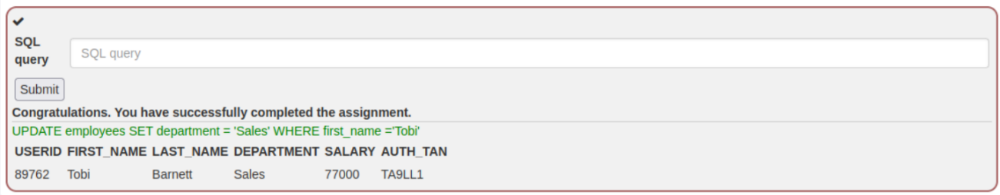 SQL query
SQL query
Submit
Congratulations. You have successfully completed the assignment.
UPDATE employees SET department = 'Sales' WHERE first_name ='Tobi'
USERID FIRST_NAME LAST_NAME DEPARTMENT SALARY AUTH_TAN
89762 Tobi Barnett Sales 77000 TA9LL1